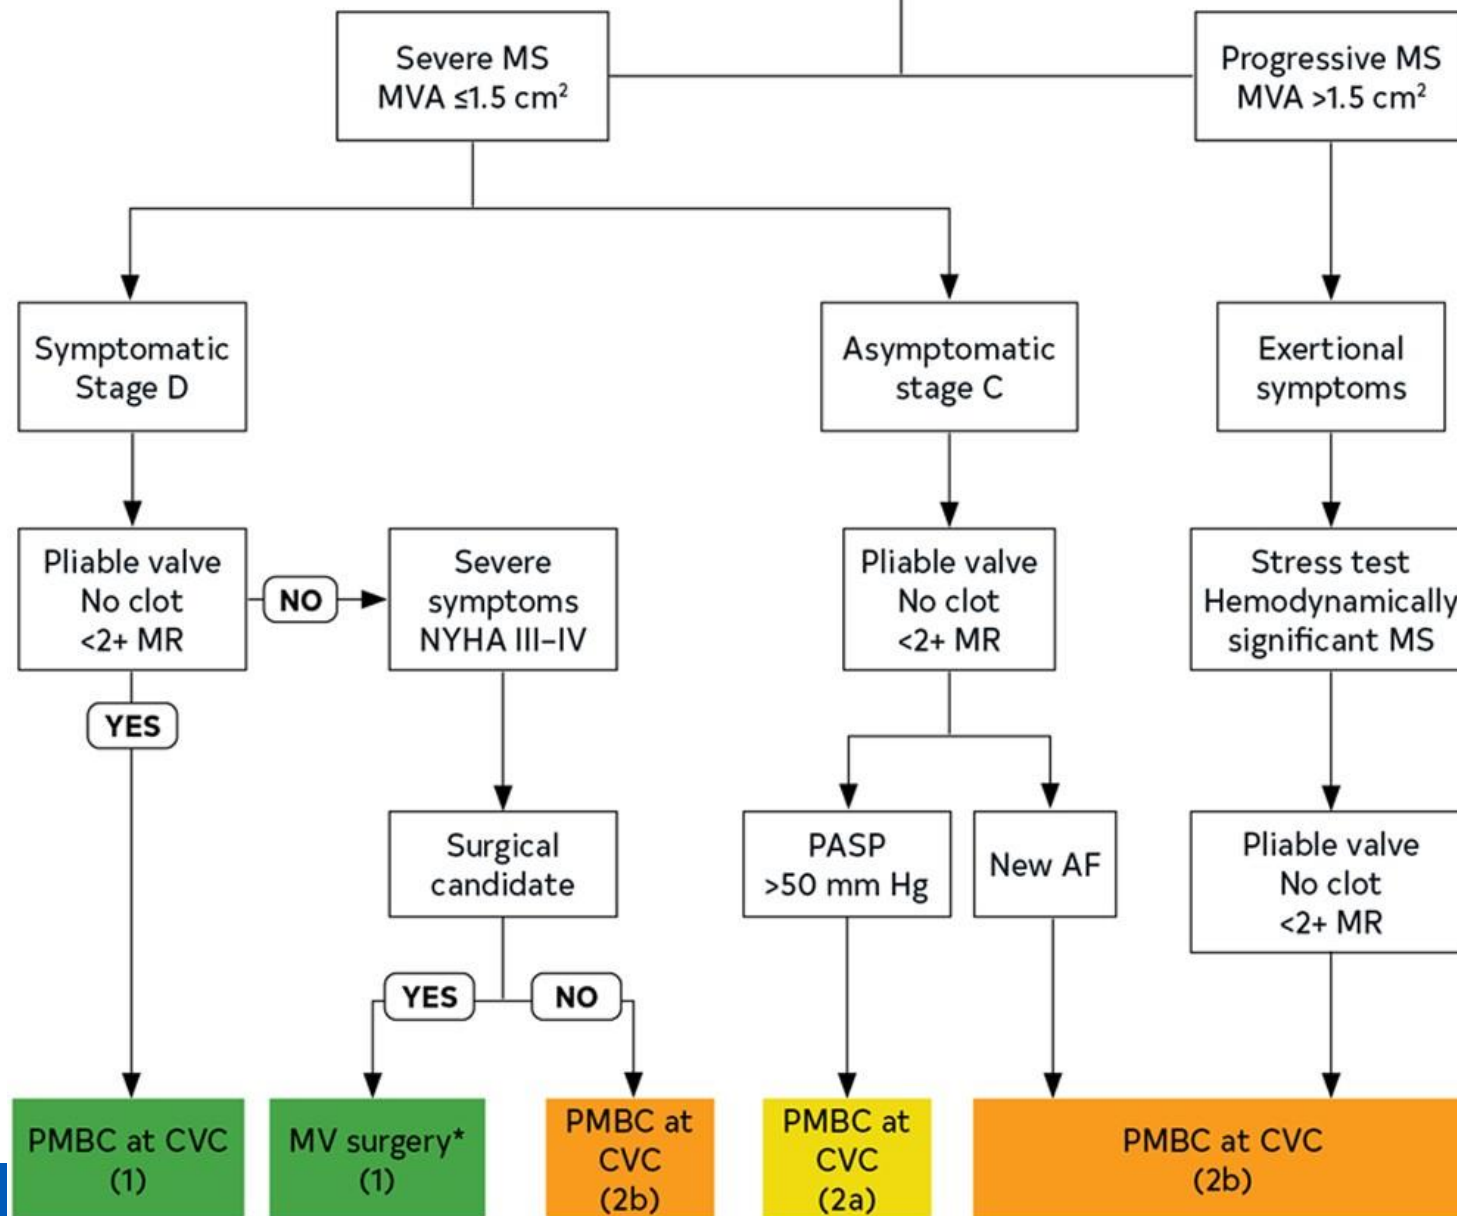 Severe MS
MVA ≤1.5 cm²
Progressive MS
MVA >1.5 cm²
Symptomatic
Stage D
Asymptomatic
stage C
Exertional
symptoms
Pliable valve
No clot
<2+ MR
NO
Severe
symptoms
NYHA III–IV
Pliable valve
No clot
<2+ MR
Stress test
Hemodynamically
significant MS
YES
Surgical
candidate
PASP
>50 mm Hg
New AF
Pliable valve
No clot
<2+ MR
YES
NO
PMBC at CVC
(1)
MV surgery*
(1)
PMBC at
CVC
(2b)
PMBC at
CVC
(2a)
PMBC at CVC
(2b)